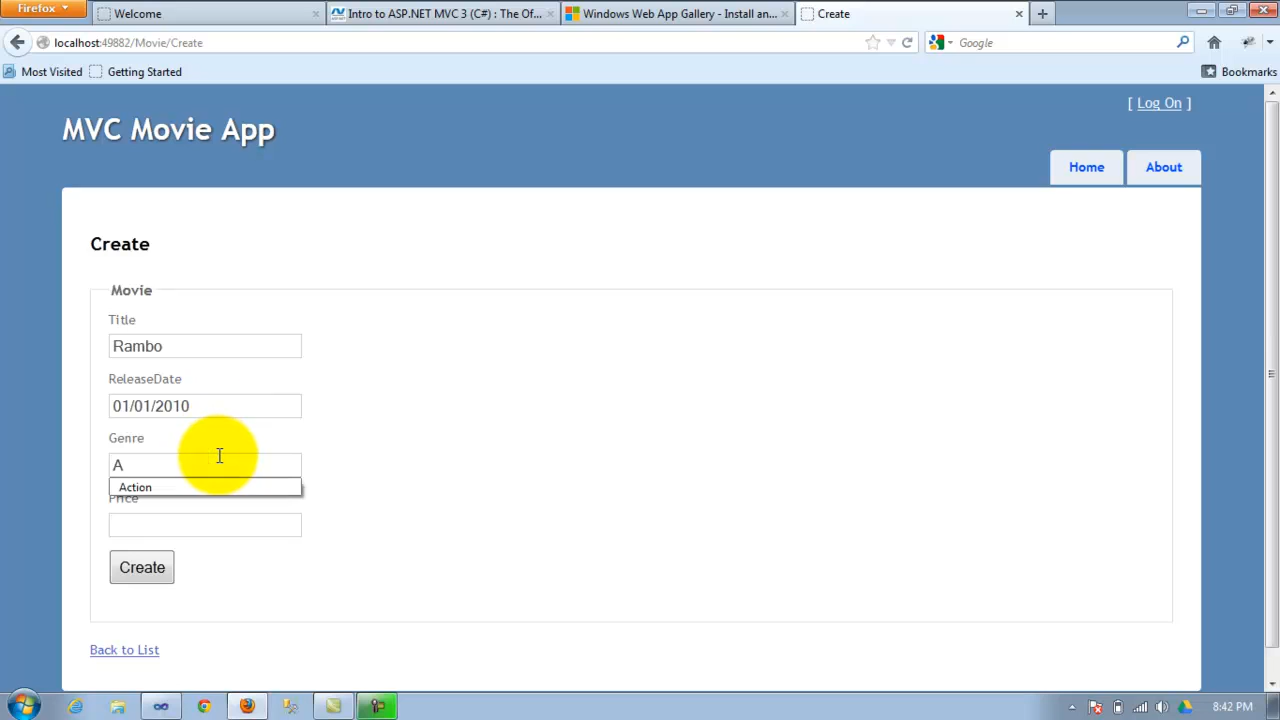 Firefox
Welcome
Intro to ASP.NET MVC 3 (C#) : The Of...
Windows Web App Gallery - Install an...
Create
localhost:49882/Movie/Create
Google
Most Visited
Getting Started
Bookmarks
[ Log On ]
MVC Movie App
Home
About
Create
Movie
Title
Rambo
ReleaseDate
01/01/2010
Genre
A
Action
Price
Create
Back to List
8:42 PM